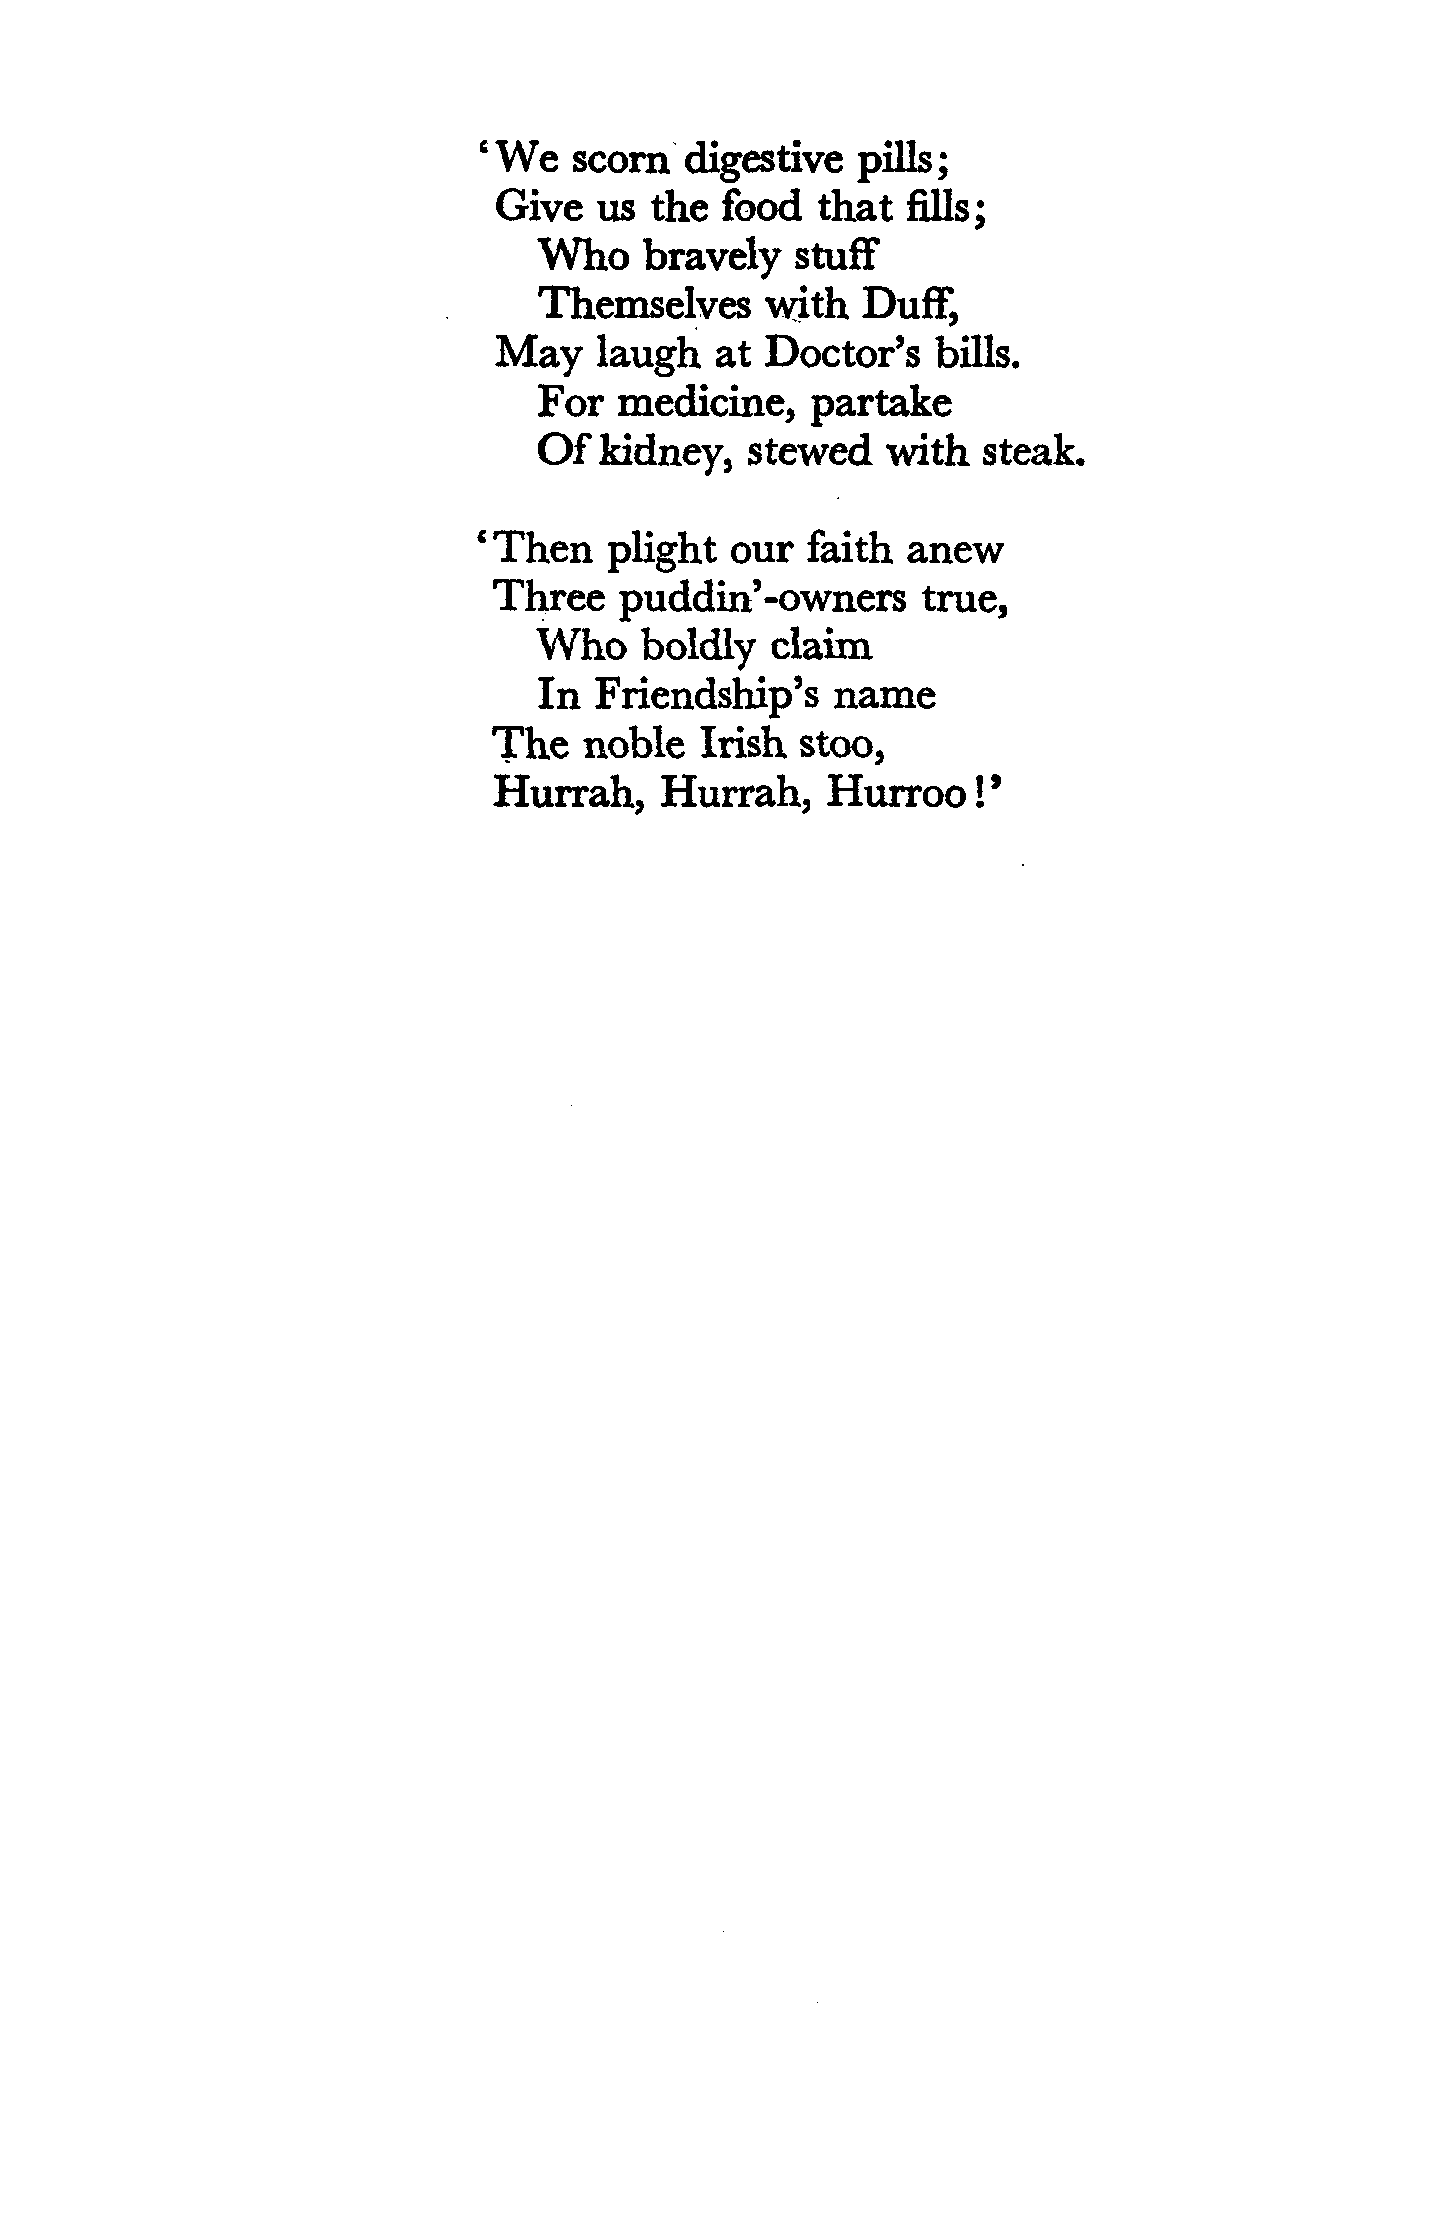 ‘We scorn digestive pills;
Give us the food that fills;
Who bravely stuff
Themselves with Duff,
May laugh at Doctor’s bills.
For medicine, partake
Of kidney, stewed with steak.

‘Then plight our faith anew
Three puddin’-owners true,
Who boldly claim
In Friendship’s name
The noble Irish stoo,
Hurrah, Hurrah, Hurroo!’